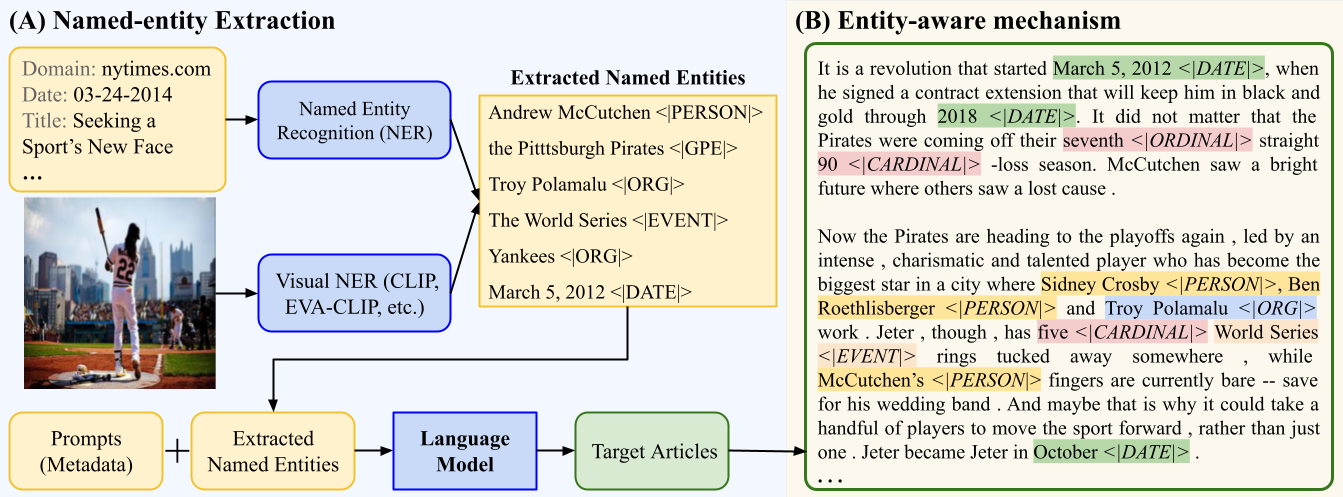 (A) Named-entity Extraction
Domain: nytimes.com
Date: 03-24-2014
Title: Seeking a
Sport's New Face
...
Named Entity
Recognition (NER)
22
Visual NER (CLIP,
EVA-CLIP, etc.)
Extracted Named Entities
Andrew McCutchen <|PERSON|>
the Pitttsburgh Pirates <|GPE|>
Troy Polamalu <|ORG|>
The World Series <|EVENT|>
Yankees <|ORG|>
March 5, 2012 <|DATE|>
Prompts
(Metadata)
+
Extracted
Named Entities
Language
Model
Target Articles
(B) Entity-aware mechanism
It is a revolution that started March 5, 2012 <|DATE|>, when
he signed a contract extension that will keep him in black and
gold through 2018 <|DATE|>. It did not matter that the
Pirates were coming off their seventh <|ORDINAL|> straight
90 <|CARDINAL|> -loss season. McCutchen saw a bright
future where others saw a lost cause .
Now the Pirates are heading to the playoffs again , led by an
intense , charismatic and talented player who has become the
biggest star in a city where Sidney Crosby <|PERSON|>, Ben
Roethlisberger <|PERSON|> and Troy Polamalu <|ORG|>
work . Jeter , though , has five <|CARDINAL|> World Series
<|EVENT|> rings tucked away somewhere , while
McCutchen's <|PERSON|> fingers are currently bare -- save
for his wedding band . And maybe that is why it could take a
handful of players to move the sport forward , rather than just
one . Jeter became Jeter in October <|DATE|> .
...